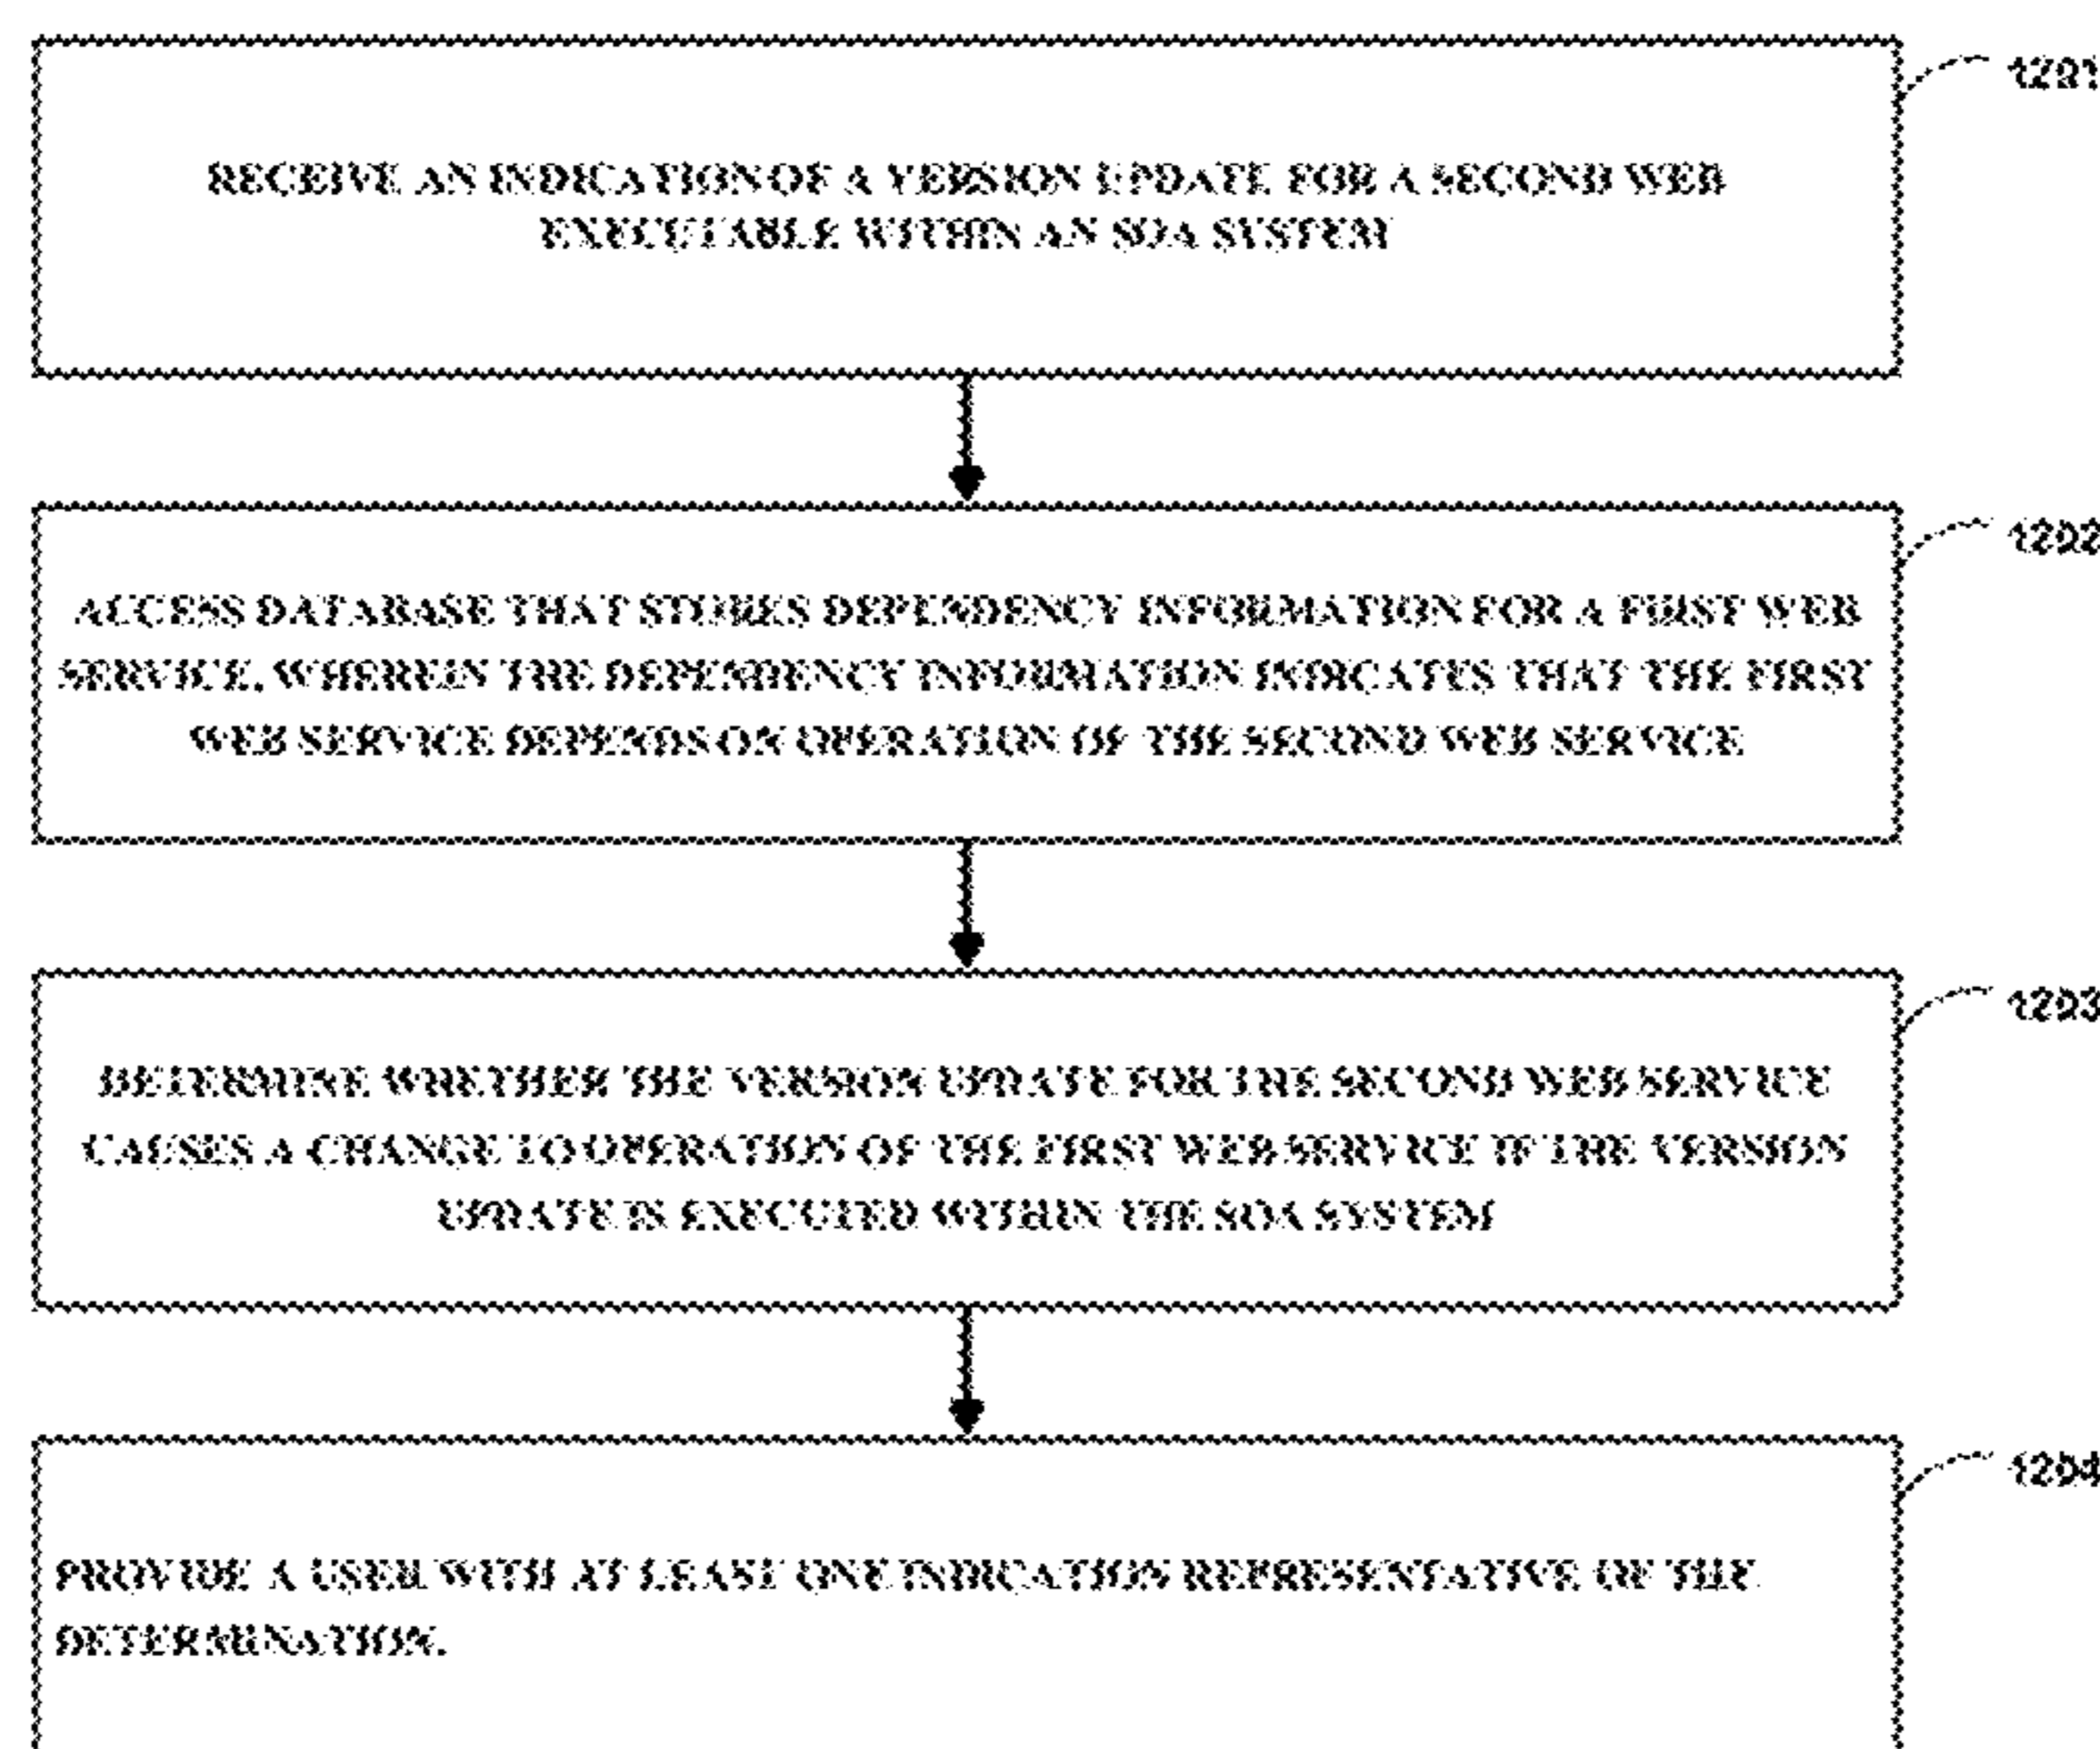 1201
RECEIVE AN INDICATION OF A VERSION UPDATE FOR A SECOND WEB
EXECUTABLE WITHIN AN SOA SYSTEM
1202
ACCESS DATABASE THAT STORES DEPENDENCY INFORMATION FOR A FIRST WEB
SERVICE, WHEREIN THE DEPENDENCY INFORMATION INDICATES THAT THE FIRST
WEB SERVICE DEPENDS ON OPERATION OF THE SECOND WEB SERVICE
1203
DETERMINE WHETHER THE VERSION UPDATE FOR THE SECOND WEB SERVICE
CAUSES A CHANGE TO OPERATION OF THE FIRST WEB SERVICE IF THE VERSION
UPDATE IS EXECUTED WITHIN THE SOA SYSTEM
1204
PROVIDE A USER WITH AT LEAST ONE INDICATION REPRESENTATIVE OF THE
DETERMINATION.